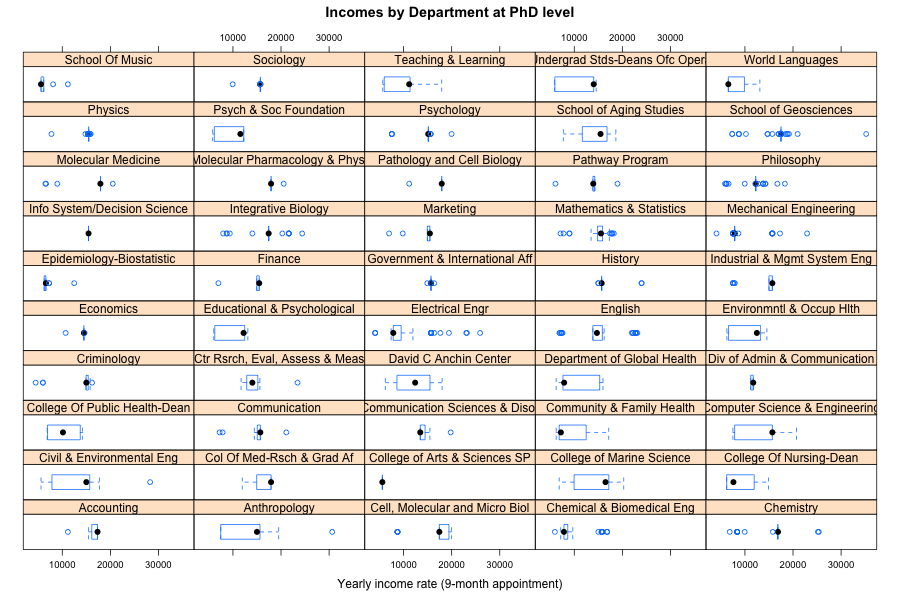 Incomes by Department at PhD level
10000 20000 30000 10000 20000 30000
School Of Music Sociology Teaching & Learning Undergrad Stds-Deans Ofc Oper World Languages
Physics Psych & Soc Foundation Psychology School of Aging Studies School of Geosciences
Molecular Medicine Molecular Pharmacology & Phys Pathology and Cell Biology Pathway Program Philosophy
Info System/Decision Science Integrative Biology Marketing Mathematics & Statistics Mechanical Engineering
Epidemiology-Biostatistic Finance Government & International Aff History Industrial & Mgmt System Eng
Economics Educational & Psychological Electrical Engr English Environmntl & Occup Hlth
Criminology Ctr Rsrch, Eval, Assess & Meas David C Anchin Center Department of Global Health Div of Admin & Communication
College Of Public Health-Dean Communication Communication Sciences & Diso Community & Family Health Computer Science & Engineering
Civil & Environmental Eng Col Of Med-Rsch & Grad Af College of Arts & Sciences SP College of Marine Science College Of Nursing-Dean
Accounting Anthropology Cell, Molecular and Micro Biol Chemical & Biomedical Eng Chemistry
10000 20000 30000 10000 20000 30000 10000 20000 30000
Yearly income rate (9-month appointment)